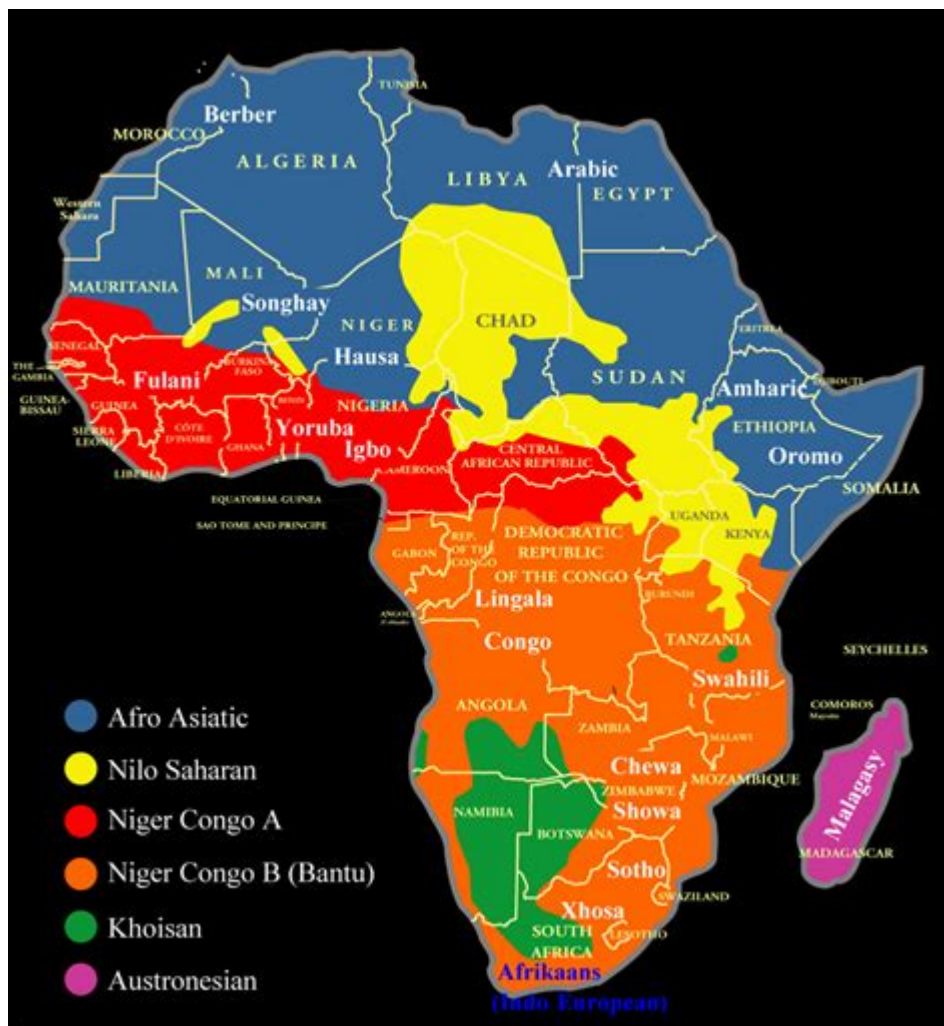 TUNISIA
Berber
MOROCCO
ALGERIA
LIBYA
Arabic
EGYPT
Western
Sahara
MALI
MAURITANIA
Songhay
NIGER
CHAD
Hausa
SUDAN
ERITREA
SENEGAL
THE
GAMBIA
BURKINA
FASO
Fulani
Amharic
DJIBOUTI
GUINEA-
BISSAU
GUINEA
BENIN
NIGERIA
ETHIOPIA
SIERRA
LEONE
CÔTE
D'IVOIRE
GHANA
Yoruba
Igbo
CENTRAL
AFRICAN REPUBLIC
Oromo
LIBERIA
CAMEROON
SOMALIA
EQUATORIAL GUINEA
SAO TOME AND PRINCIPE
UGANDA
KENYA
GABON
REP.
OF THE
CONGO
DEMOCRATIC
REPUBLIC
OF THE CONGO
BURUNDI
Lingala
ANGOLA
Congo
TANZANIA
SEYCHELLES
Swahili
ANGOLA
ZAMBIA
MALAWI
COMOROS
Mayotte
Chewa
MOZAMBIQUE
ZIMBABWE
Showa
NAMIBIA
BOTSWANA
Malagasy
MADAGASCAR
Sotho
SWAZILAND
Xhosa
SOUTH
AFRICA
LESOTHO
Afrikaans
(Indo European)
Afro Asiatic
Nilo Saharan
Niger Congo A
Niger Congo B (Bantu)
Khoisan
Austronesian